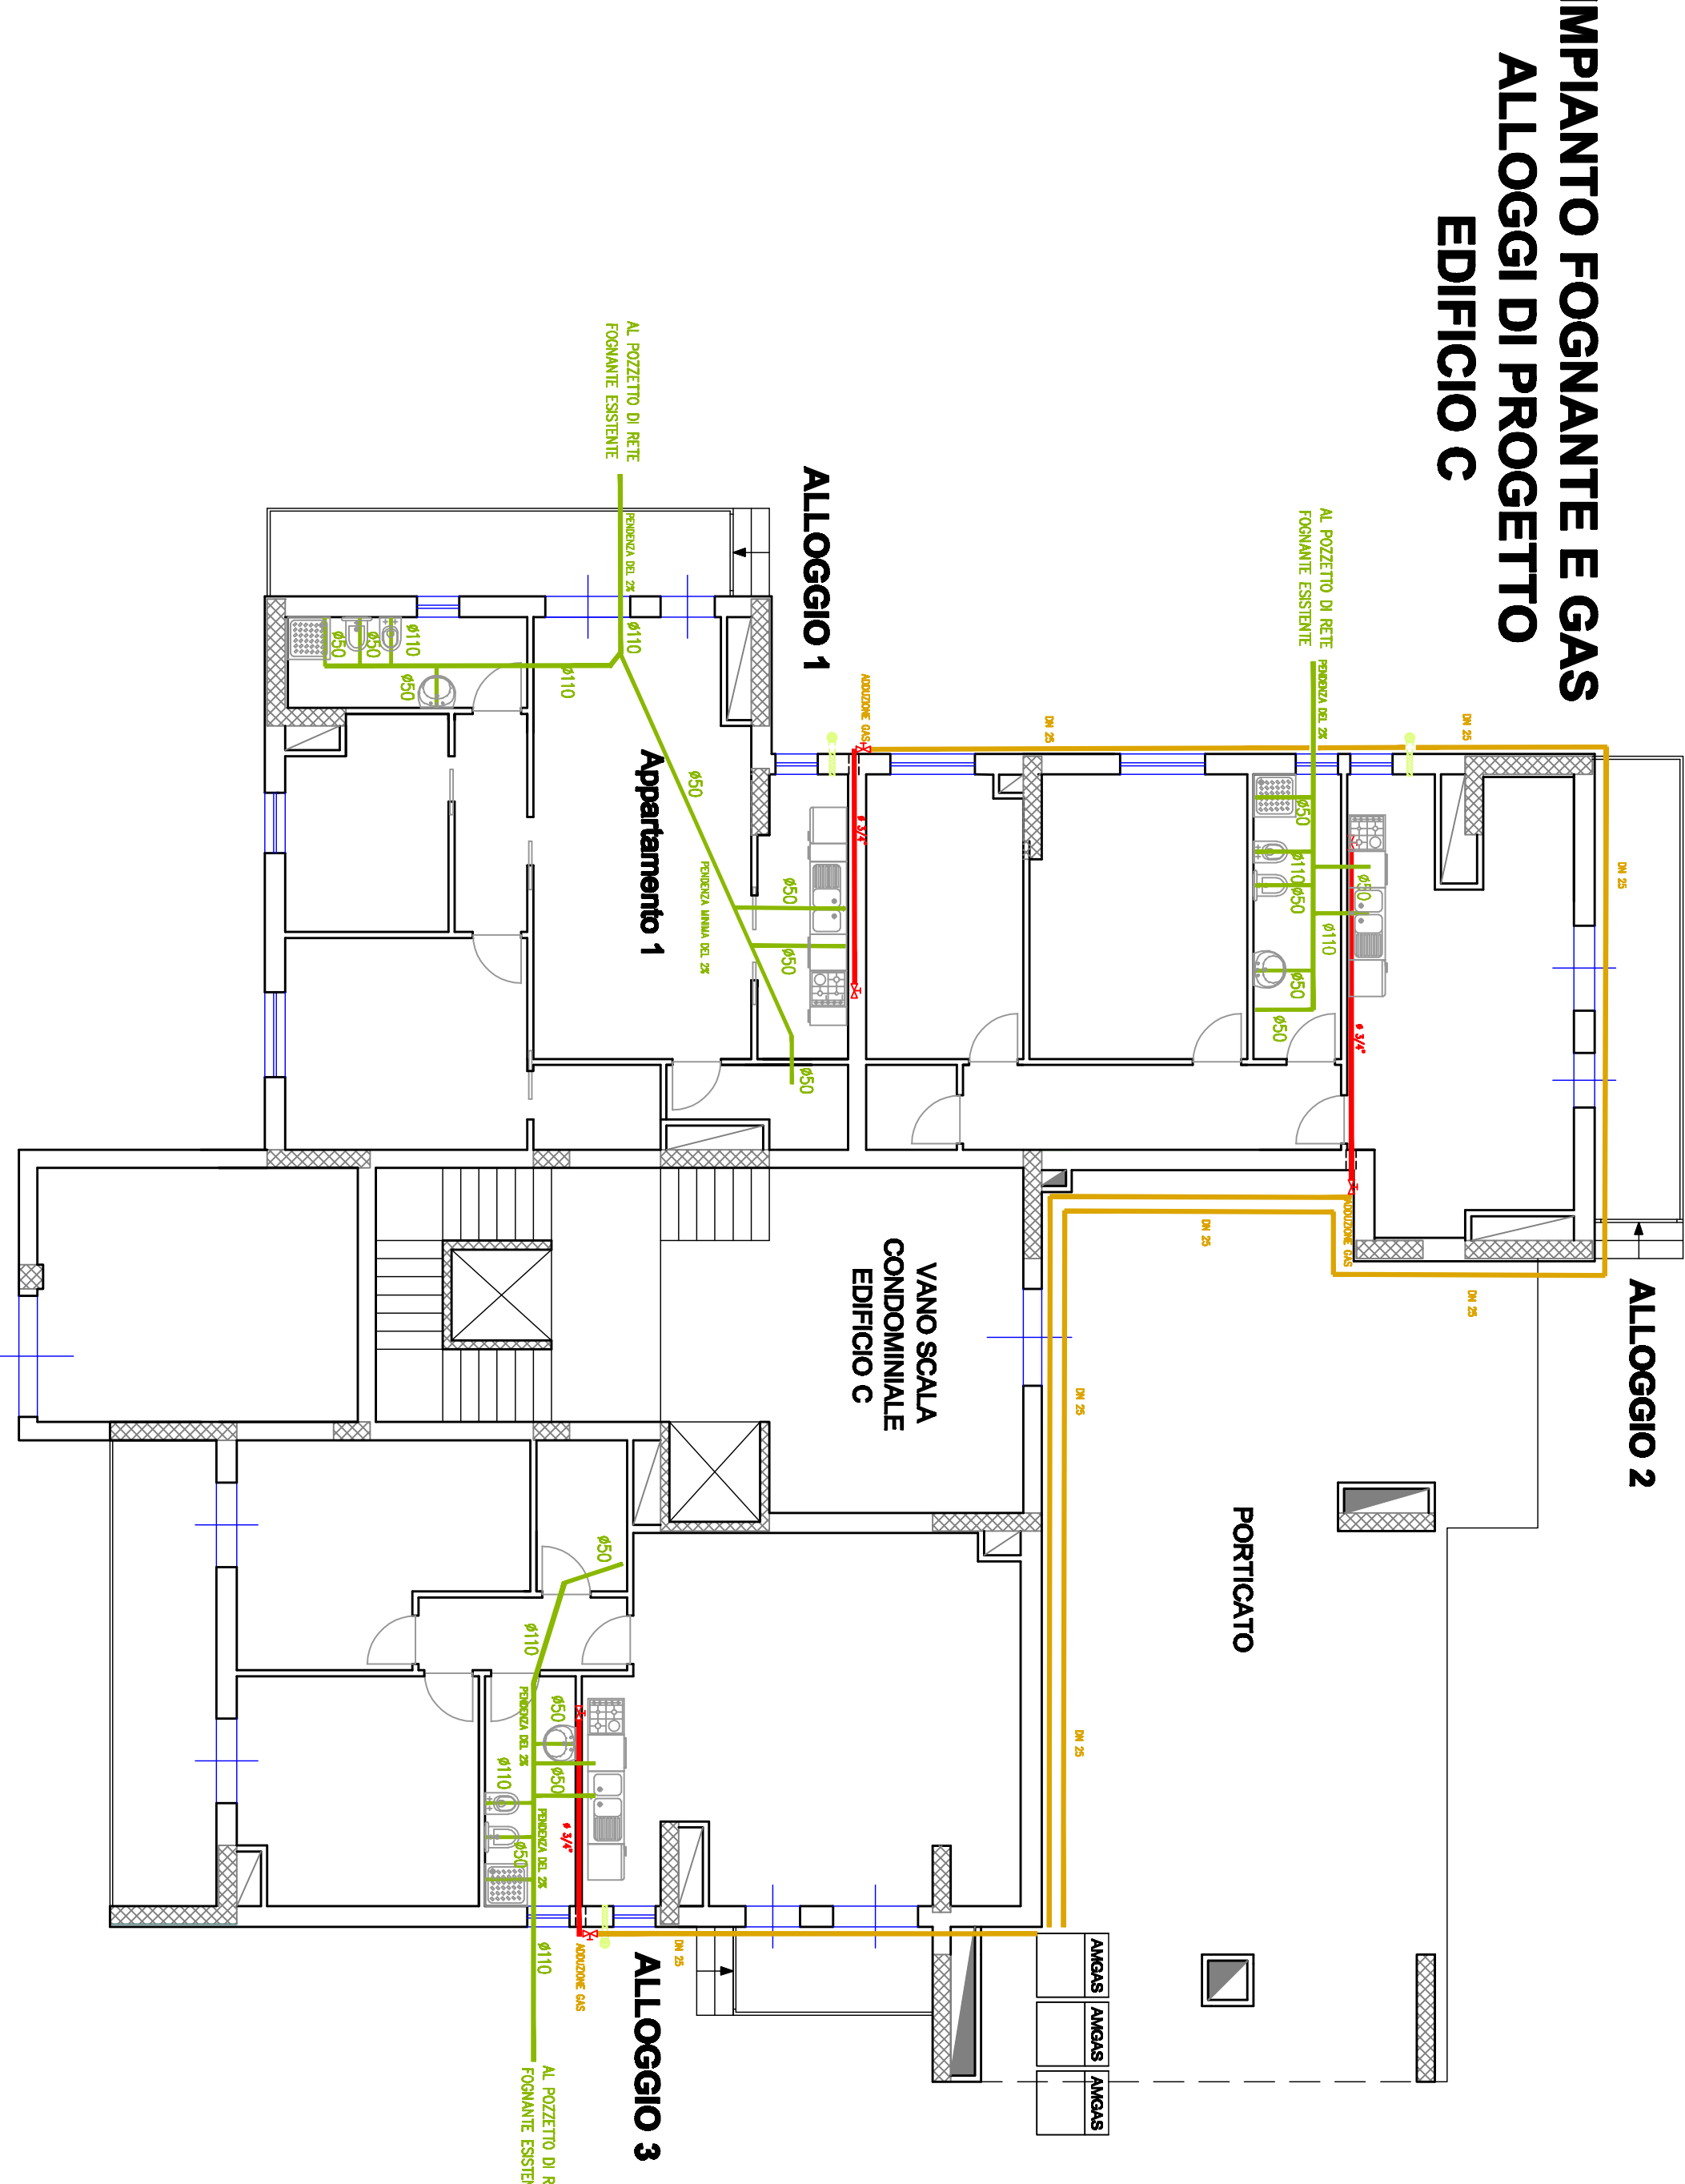 IMPIANTO FOGNANTE E GAS
ALLOGGI DI PROGETTO
EDIFICIO C
ALLOGGIO 2
DN 25
DN 25
DN 25
DN 25
ADDUZIONE GAS
AL POZZETTO DI RETE
FOGNANTE ESISTENTE
PENDENZA DEL 2%
Ø50
Ø110
Ø50
Ø50
Ø50
Ø50
Ø110
ø 3/4"
DN 25
DN 25
DN 25
DN 25
PORTICATO
AMGAS
AMGAS
AMGAS
ALLOGGIO 1
ADDUZIONE GAS
ø 3/4"
VANO SCALA
CONDOMINIALE
EDIFICIO C
AL POZZETTO DI RETE
FOGNANTE ESISTENTE
PENDENZA DEL 2%
Ø110
Ø110
Ø110
Ø50
Ø50
Ø50
Appartamento 1
Ø50
PENDENZA MINIMA DEL 2%
Ø50
Ø50
Ø50
ALLOGGIO 3
DN 25
ADDUZIONE GAS
ø 3/4"
Ø50
Ø110
PENDENZA DEL 2%
Ø50
Ø50
Ø110
Ø50
PENDENZA DEL 2%
Ø110
AL POZZETTO DI R
FOGNANTE ESISTEN